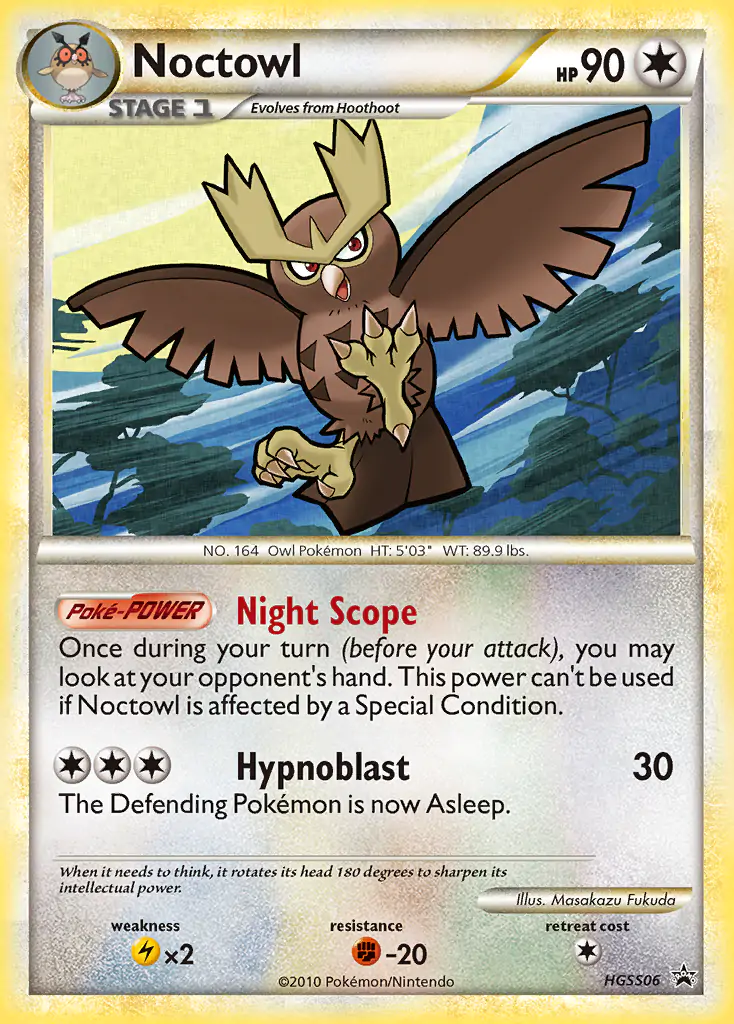 Noctowl
HP 90
STAGE 1
Evolves from Hoothoot
NO. 164 Owl Pokémon HT: 5'03" WT: 89.9 lbs.
Poké-POWER Night Scope
Once during your turn (before your attack), you may
look at your opponent's hand. This power can't be used
if Noctowl is affected by a Special Condition.
Hypnoblast 30
The Defending Pokémon is now Asleep.
When it needs to think, it rotates its head 180 degrees to sharpen its
intellectual power.
Illus. Masakazu Fukuda
weakness resistance retreat cost
×2 -20
©2010 Pokémon/Nintendo
HGSS06